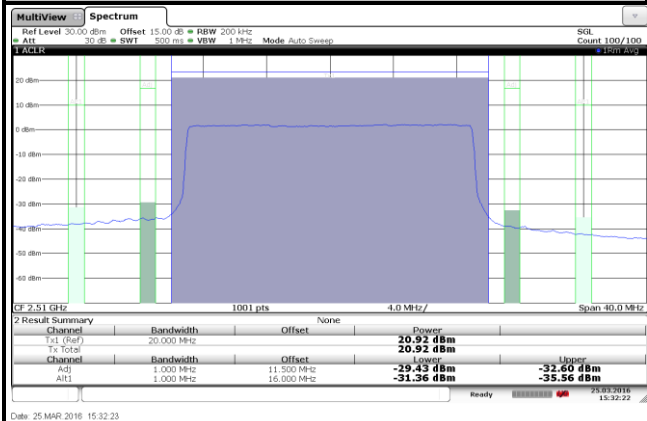 MultiView Spectrum
Ref Level 30.00 dBm Offset 15.00 dB RBW 200 kHz SGL
Att 30 dB SWT 500 ms VBW 1 MHz Mode Auto Sweep Count 100/100
1 ACLR 1Rm Avg
20 dBm
0 dBm
-10 dBm
-20 dBm
-30 dBm
-40 dBm
-50 dBm
-60 dBm
CF 2.51 GHz 1001 pts 4.0 MHz/ Span 40.0 MHz
2 Result Summary None
Channel Bandwidth Offset Power
Tx1 (Ref) 20.000 MHz 20.92 dBm
Tx Total 20.92 dBm
Channel Bandwidth Offset Lower Upper
Adj 1.000 MHz 11.500 MHz -29.43 dBm -32.60 dBm
Alt1 1.000 MHz 16.000 MHz -31.36 dBm -35.56 dBm
Ready 25.03.2016
15:32:22
Date: 25.MAR.2016 15:32:23